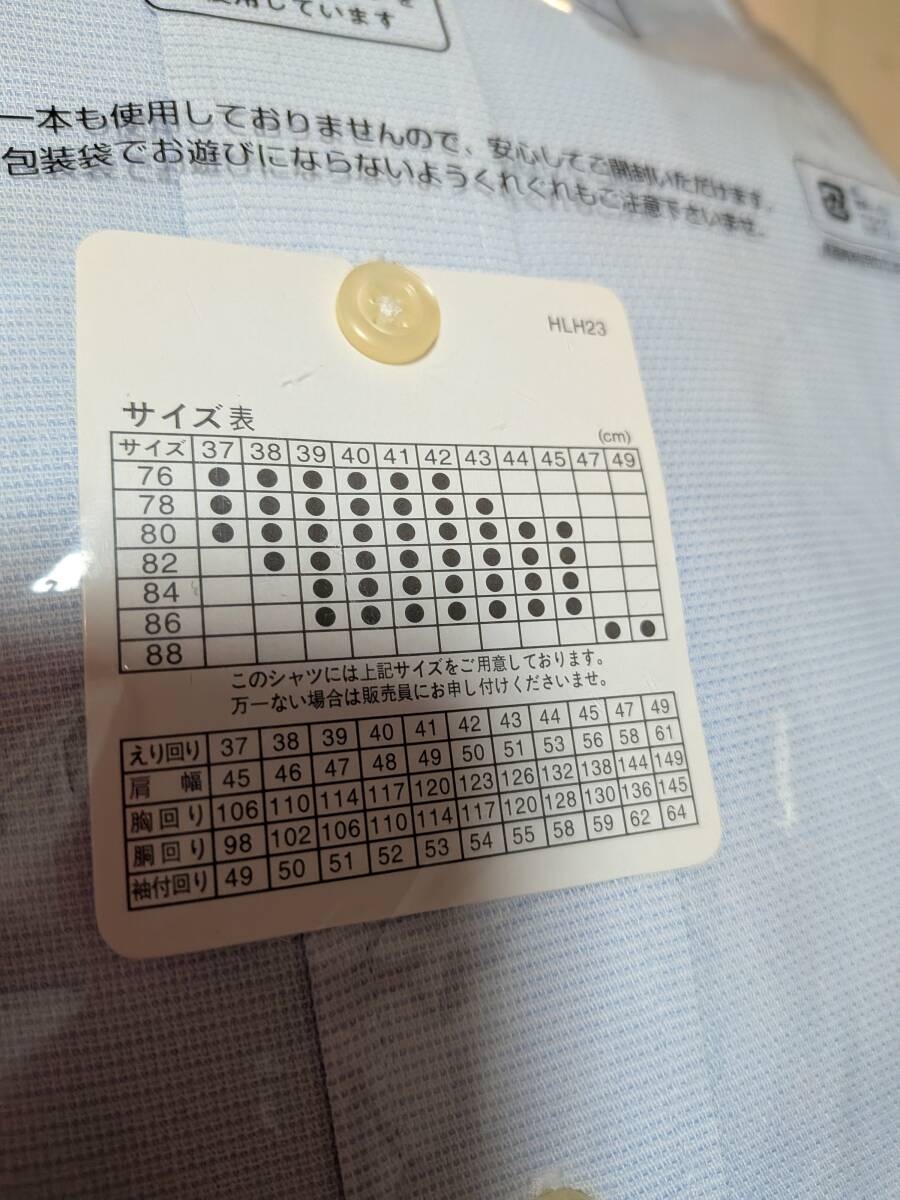 使用しています
一本も使用しておりませんので、安心してご開封いただけます。
包装袋でお遊びにならないようくれぐれもご注意下さいませ。
HLH23
サイズ表
(cm)
サイズ 37 38 39 40 41 42 43 44 45 47 49
76 ● ● ● ● ● ●
78 ● ● ● ● ● ● ●
80 ● ● ● ● ● ● ● ● ●
82 ● ● ● ● ● ● ● ●
84 ● ● ● ● ● ● ●
86 ● ● ● ● ● ● ●
88 ● ●
このシャツには上記サイズをご用意しております。
万一ない場合は販売員にお申し付けくださいませ。
えり回り 37 38 39 40 41 42 43 44 45 47 49
肩幅 45 46 47 48 49 50 51 53 56 58 61
胸回り 106 110 114 117 120 123 126 132 138 144 149
胴回り 98 102 106 110 114 117 120 128 130 136 145
袖付回り 49 50 51 52 53 54 55 58 59 62 64